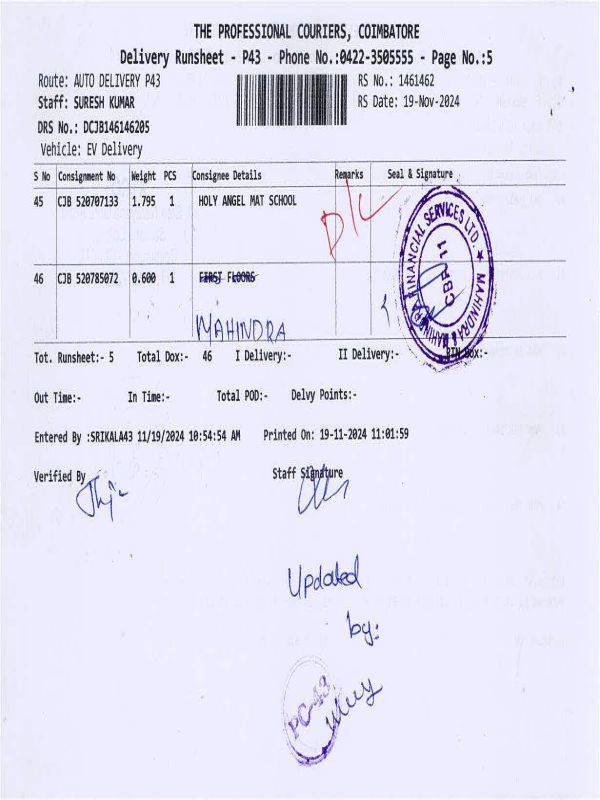 THE PROFESSIONAL COURIERS, COIMBATORE
Delivery Runsheet - P43 - Phone No.:0422-3505555 - Page No.:5
Route: AUTO DELIVERY P43 RS No.: 1461462
Staff: SURESH KUMAR RS Date: 19-Nov-2024
DRS No.: DCJB146146205
Vehicle: EV Delivery
S No Consignment No Weight PCS Consignee Details Remarks Seal & Signature
45 CJB 520707133 1.795 1 HOLY ANGEL MAT SCHOOL D/L
46 CJB 520785072 0.600 1 FIRST FLOORS
MAHINDRA
MAHINDRA & MAHINDRA FINANCIAL SERVICES LTD. ★
Tot. Runsheet:- 5 Total Dox:- 46 I Delivery:- II Delivery:- PIN Box:-
Out Time:- In Time:- Total POD:- Delvy Points:-
Entered By :SRIKALA43 11/19/2024 10:54:54 AM Printed On: 19-11-2024 11:01:59
Verified By Staff Signature
Updated
by:
PC-43